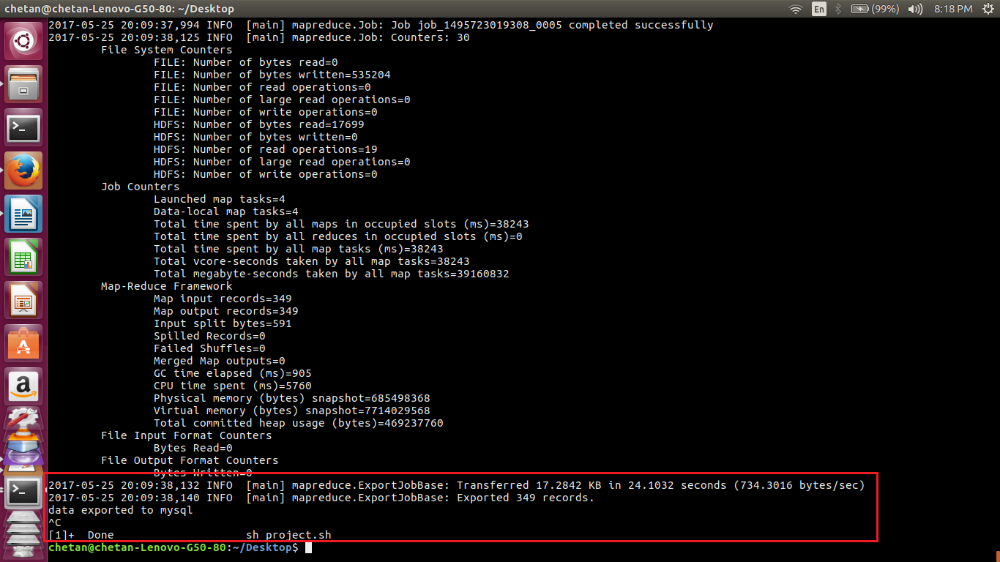 chetan@chetan-Lenovo-G50-80: ~/Desktop
En
(99%)
8:18 PM
2017-05-25 20:09:37,994 INFO  [main] mapreduce.Job: Job job_1495723019308_0005 completed successfully
2017-05-25 20:09:38,125 INFO  [main] mapreduce.Job: Counters: 30
File System Counters
FILE: Number of bytes read=0
FILE: Number of bytes written=535204
FILE: Number of read operations=0
FILE: Number of large read operations=0
FILE: Number of write operations=0
HDFS: Number of bytes read=17699
HDFS: Number of bytes written=0
HDFS: Number of read operations=19
HDFS: Number of large read operations=0
HDFS: Number of write operations=0
Job Counters
Launched map tasks=4
Data-local map tasks=4
Total time spent by all maps in occupied slots (ms)=38243
Total time spent by all reduces in occupied slots (ms)=0
Total time spent by all map tasks (ms)=38243
Total vcore-seconds taken by all map tasks=38243
Total megabyte-seconds taken by all map tasks=39160832
Map-Reduce Framework
Map input records=349
Map output records=349
Input split bytes=591
Spilled Records=0
Failed Shuffles=0
Merged Map outputs=0
GC time elapsed (ms)=905
CPU time spent (ms)=5760
Physical memory (bytes) snapshot=685498368
Virtual memory (bytes) snapshot=7714029568
Total committed heap usage (bytes)=469237760
File Input Format Counters
Bytes Read=0
File Output Format Counters
Bytes Written=0
2017-05-25 20:09:38,132 INFO  [main] mapreduce.ExportJobBase: Transferred 17.2842 KB in 24.1032 seconds (734.3016 bytes/sec)
2017-05-25 20:09:38,140 INFO  [main] mapreduce.ExportJobBase: Exported 349 records.
data exported to mysql
^C
[1]+  Done                    sh project.sh
chetan@chetan-Lenovo-G50-80:~/Desktop$